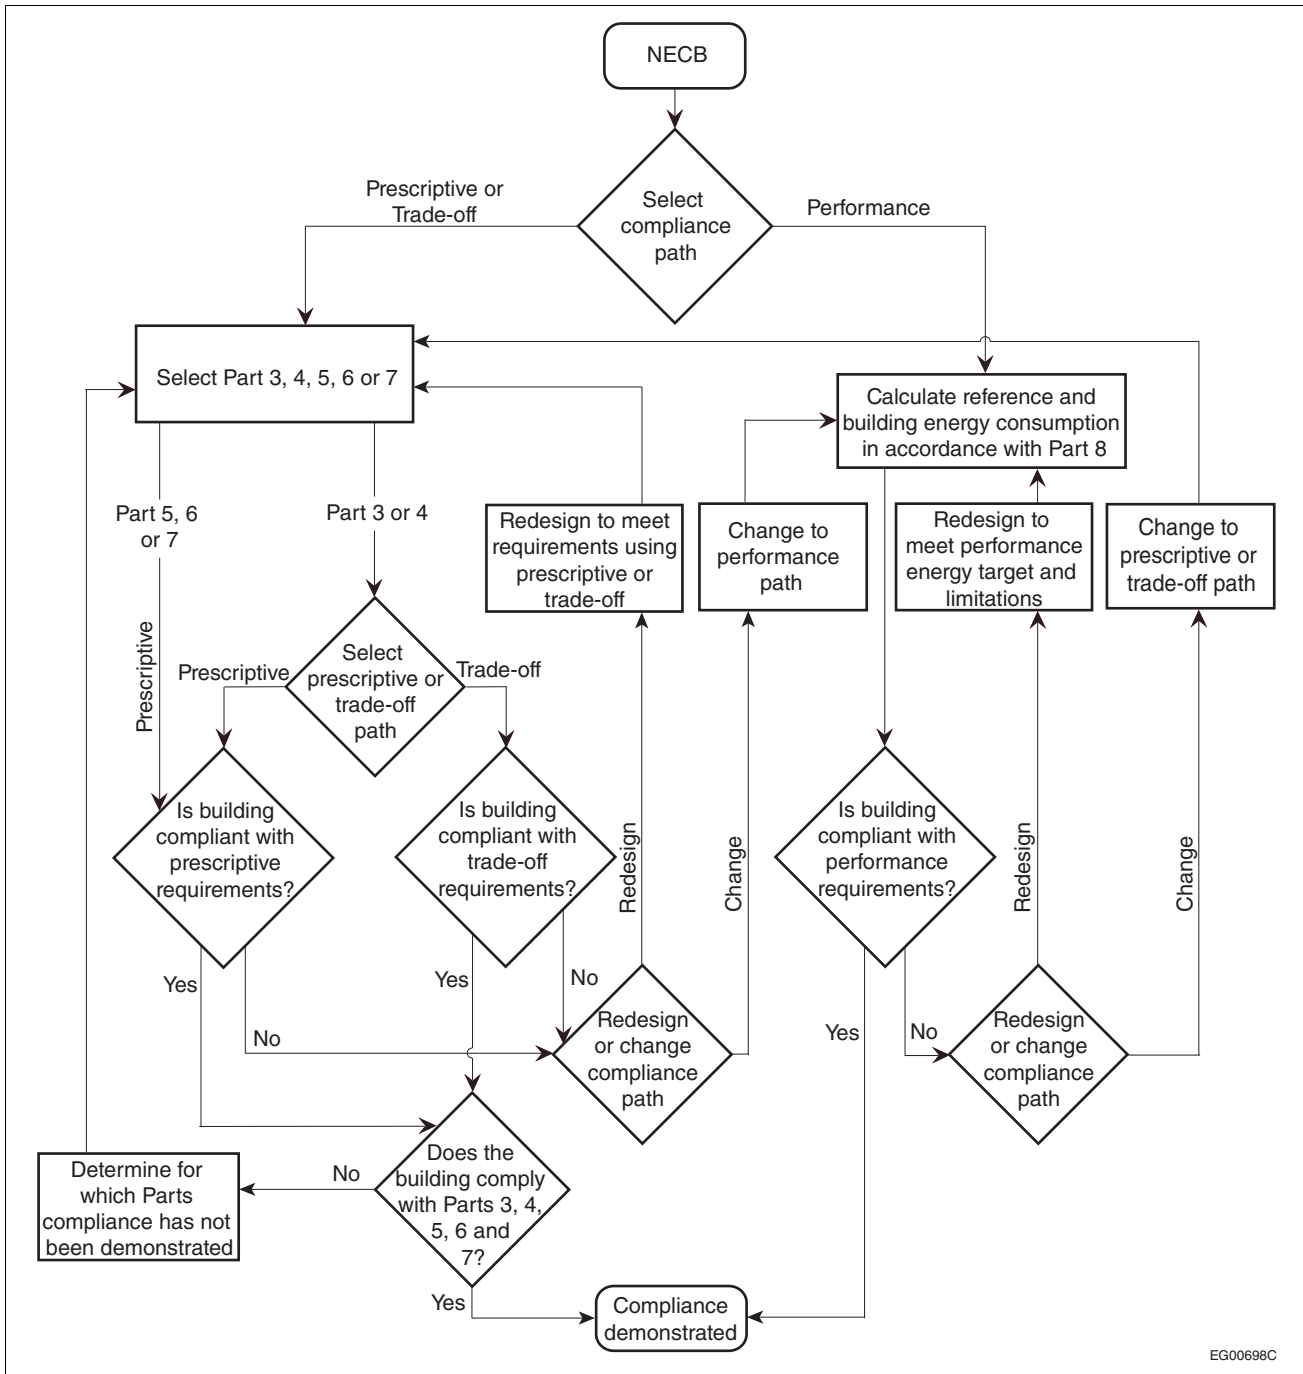 NECB
Select
compliance
path
Prescriptive or
Trade-off
Performance
Select Part 3, 4, 5, 6 or 7
Calculate reference and
building energy consumption
in accordance with Part 8
Part 5, 6
or 7
Part 3 or 4
Redesign to meet
requirements using
prescriptive or
trade-off
Change to
performance
path
Redesign to
meet performance
energy target and
limitations
Change to
prescriptive or
trade-off path
Prescriptive
Prescriptive
Select
prescriptive or
trade-off
path
Trade-off
Is building
compliant with
prescriptive
requirements?
Is building
compliant with
trade-off
requirements?
Redesign
Change
Is building
compliant with
performance
requirements?
Redesign
Change
Yes
No
Yes
No
Redesign
or change
compliance
path
Yes
No
Redesign
or change
compliance
path
Determine for
which Parts
compliance has not
been demonstrated
No
Does the
building comply
with Parts 3, 4,
5, 6 and
7?
Yes
Compliance
demonstrated
EG00698C